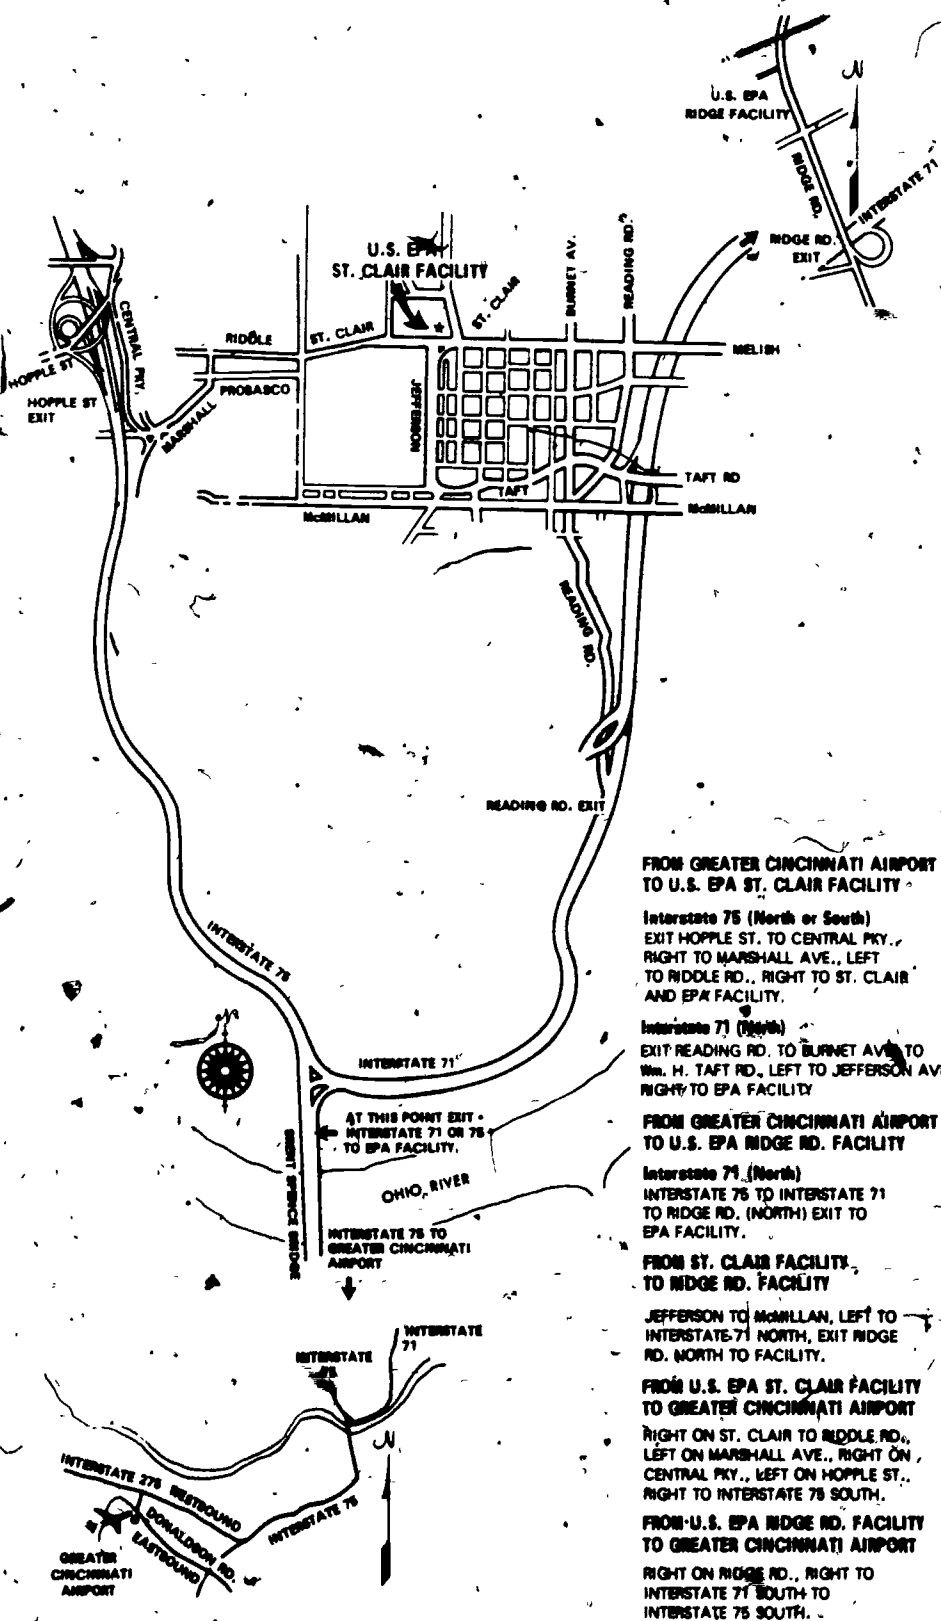 N
U.S. EPA
RIDGE FACILITY
RIDGE RD.
INTERSTATE 71
RIDGE RD.
EXIT
U.S. EPA
ST. CLAIR FACILITY
ST. CLAIR
BURNET AV.
READING RD.
CENTRAL PKY.
RIDDLE
ST. CLAIR
MELISH
HOPPLE ST
PROBASCO
HOPPLE ST
EXIT
MARSHALL
JEFFERSON
TAFT RD
TAFT
McMILLAN
McMILLAN
READING RD.
READING RD. EXIT
INTERSTATE 75
N
INTERSTATE 71
AT THIS POINT EXIT
INTERSTATE 71 OR 75
TO EPA FACILITY.
BRENT SPENCE BRIDGE
OHIO RIVER
INTERSTATE 75 TO
GREATER CINCINNATI
AIRPORT
INTERSTATE
71
INTERSTATE
75
N
INTERSTATE 275 WESTBOUND
INTERSTATE 75
DONALDSON RD.
EASTBOUND
GREATER
CINCINNATI
AIRPORT
FROM GREATER CINCINNATI AIRPORT
TO U.S. EPA ST. CLAIR FACILITY
Interstate 75 (North or South)
EXIT HOPPLE ST. TO CENTRAL PKY.,
RIGHT TO MARSHALL AVE., LEFT
TO RIDDLE RD., RIGHT TO ST. CLAIR
AND EPA FACILITY.
Interstate 71 (North)
EXIT READING RD. TO BURNET AVE. TO
Wm. H. TAFT RD., LEFT TO JEFFERSON AVE
RIGHT TO EPA FACILITY
FROM GREATER CINCINNATI AIRPORT
TO U.S. EPA RIDGE RD. FACILITY
Interstate 71 (North)
INTERSTATE 75 TO INTERSTATE 71
TO RIDGE RD. (NORTH) EXIT TO
EPA FACILITY.
FROM ST. CLAIR FACILITY
TO RIDGE RD. FACILITY
JEFFERSON TO McMILLAN, LEFT TO
INTERSTATE 71 NORTH, EXIT RIDGE
RD. NORTH TO FACILITY.
FROM U.S. EPA ST. CLAIR FACILITY
TO GREATER CINCINNATI AIRPORT
RIGHT ON ST. CLAIR TO RIDDLE RD.,
LEFT ON MARSHALL AVE., RIGHT ON
CENTRAL PKY., LEFT ON HOPPLE ST.,
RIGHT TO INTERSTATE 75 SOUTH.
FROM U.S. EPA RIDGE RD. FACILITY
TO GREATER CINCINNATI AIRPORT
RIGHT ON RIDGE RD., RIGHT TO
INTERSTATE 71 SOUTH TO
INTERSTATE 75 SOUTH.